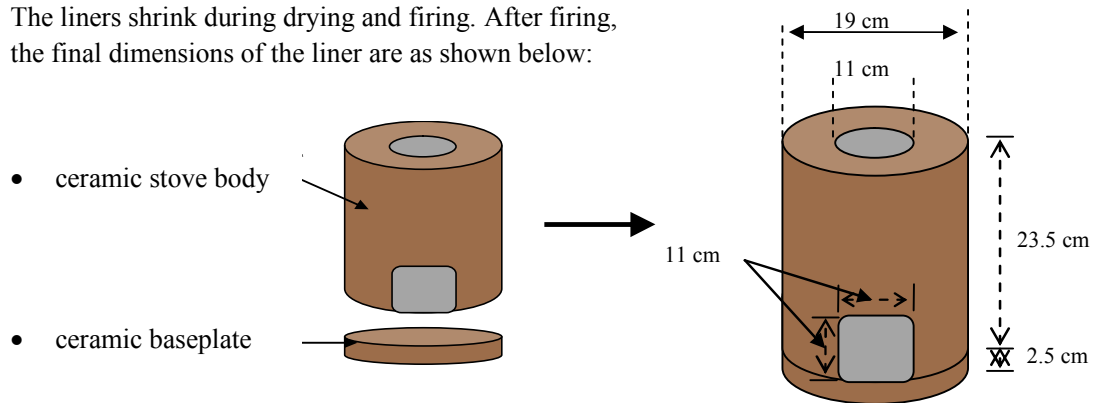 The liners shrink during drying and firing. After firing,
the final dimensions of the liner are as shown below:
19 cm
11 cm
• ceramic stove body
23.5 cm
11 cm
• ceramic baseplate
2.5 cm